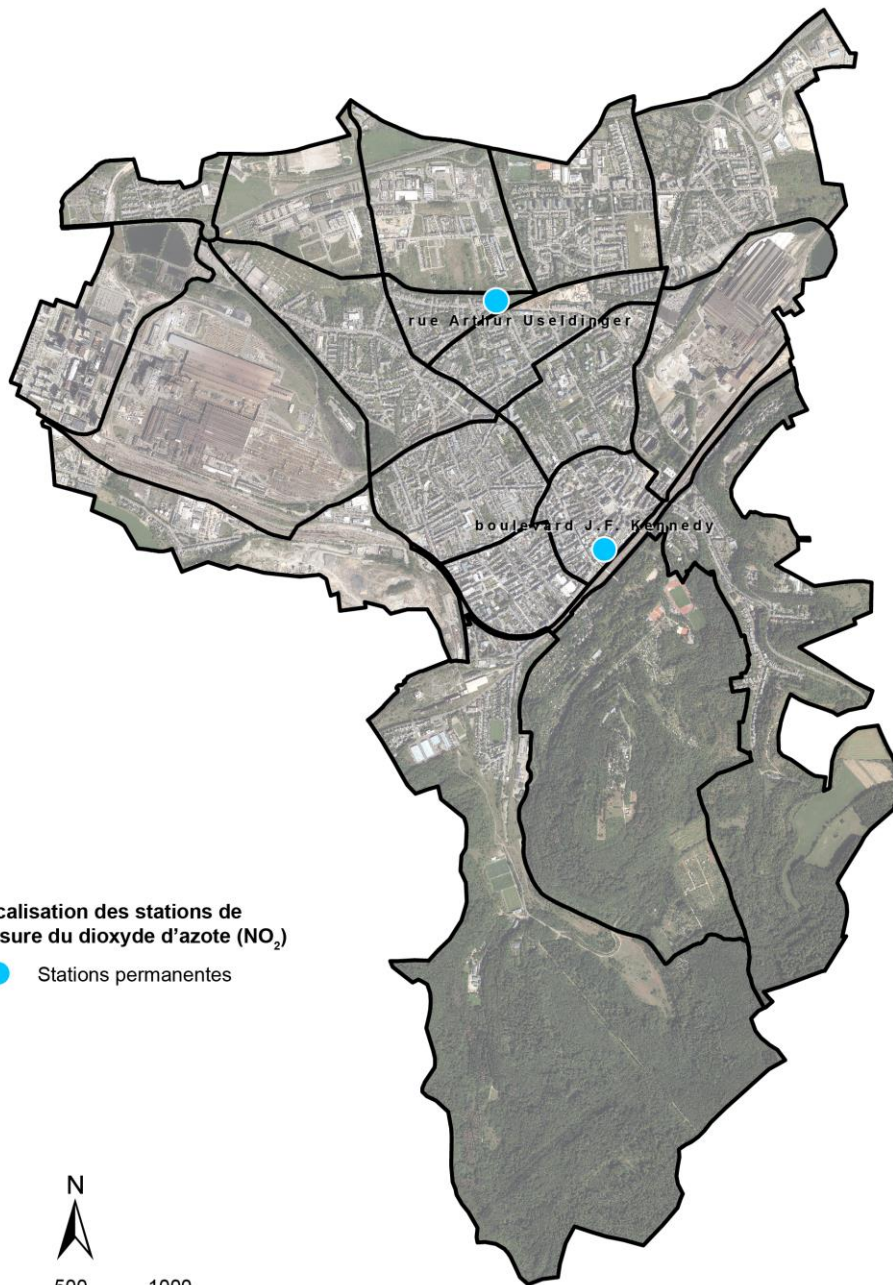 rue Arthur Useldinger
boulevard J.F. Kennedy
calisation des stations de
sure du dioxyde d'azote (NO₂)
Stations permanentes
N
500 1000